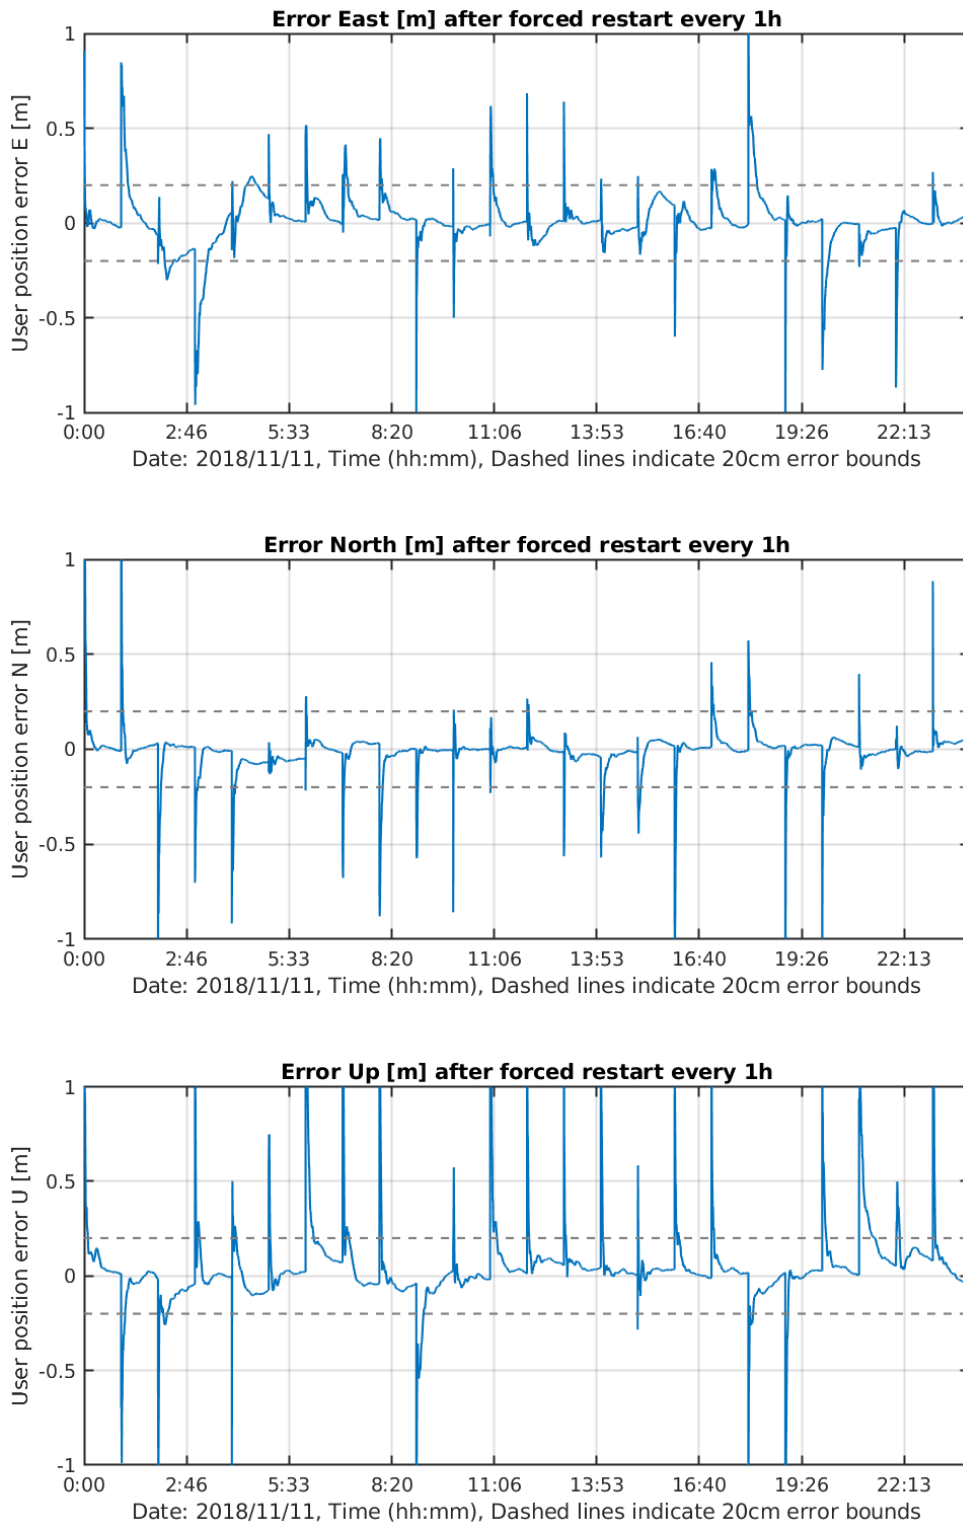 Error East [m] after forced restart every 1h
User position error E [m]
1
0.5
0
-0.5
-1
0:00 2:46 5:33 8:20 11:06 13:53 16:40 19:26 22:13
Date: 2018/11/11, Time (hh:mm), Dashed lines indicate 20cm error bounds
Error North [m] after forced restart every 1h
User position error N [m]
1
0.5
0
-0.5
-1
0:00 2:46 5:33 8:20 11:06 13:53 16:40 19:26 22:13
Date: 2018/11/11, Time (hh:mm), Dashed lines indicate 20cm error bounds
Error Up [m] after forced restart every 1h
User position error U [m]
1
0.5
0
-0.5
-1
0:00 2:46 5:33 8:20 11:06 13:53 16:40 19:26 22:13
Date: 2018/11/11, Time (hh:mm), Dashed lines indicate 20cm error bounds